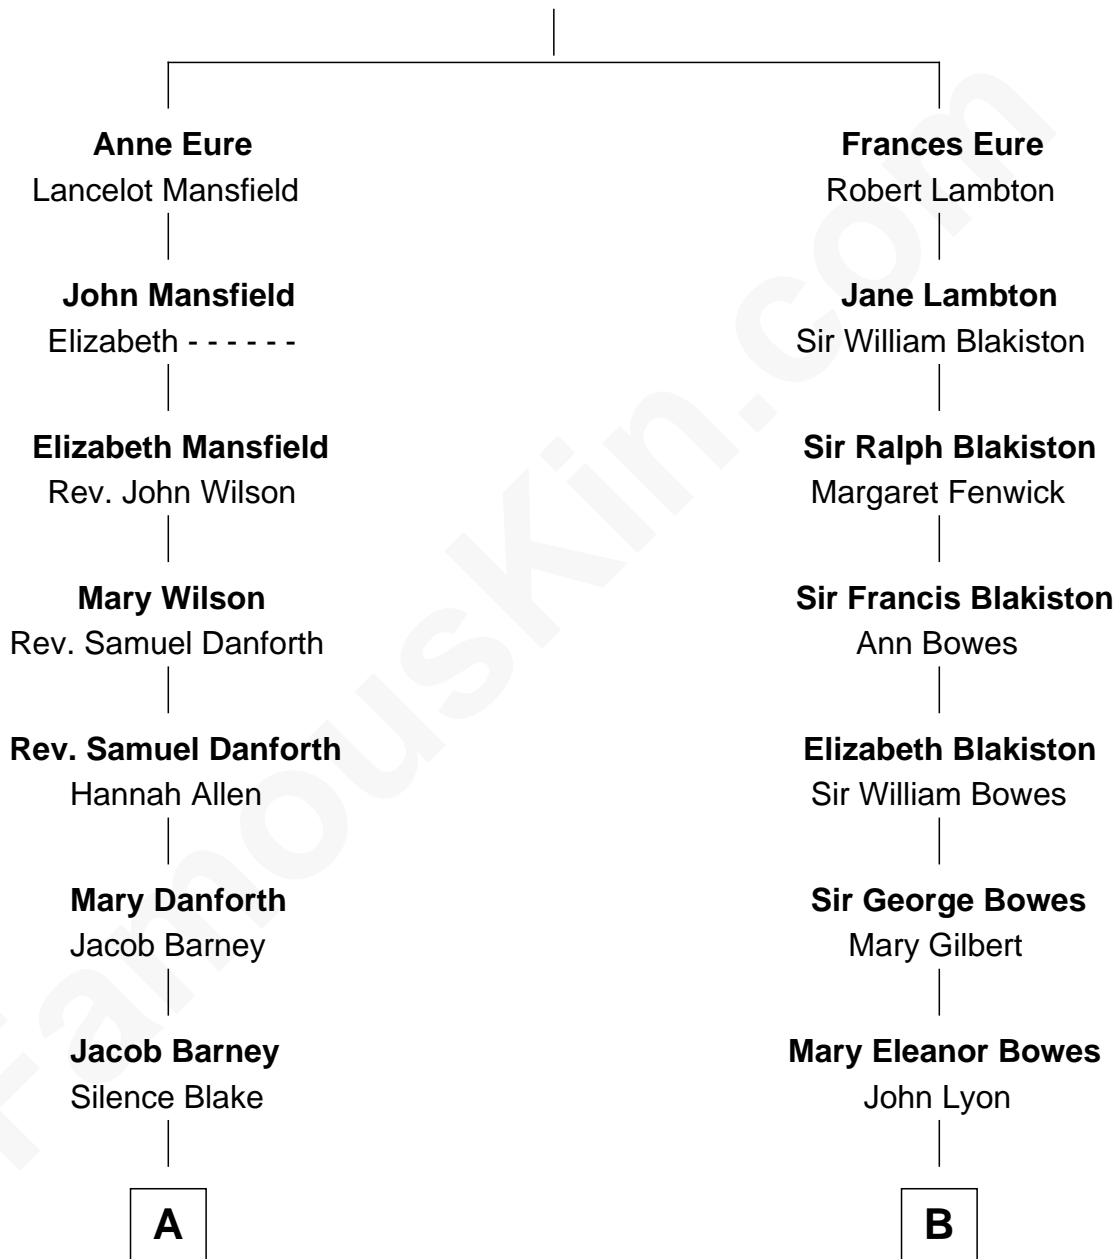 Anne Eure
Lancelot Mansfield
John Mansfield
Elizabeth - - - - - -
Elizabeth Mansfield
Rev. John Wilson
Mary Wilson
Rev. Samuel Danforth
Rev. Samuel Danforth
Hannah Allen
Mary Danforth
Jacob Barney
Jacob Barney
Silence Blake
A
Frances Eure
Robert Lambton
Jane Lambton
Sir William Blakiston
Sir Ralph Blakiston
Margaret Fenwick
Sir Francis Blakiston
Ann Bowes
Elizabeth Blakiston
Sir William Bowes
Sir George Bowes
Mary Gilbert
Mary Eleanor Bowes
John Lyon
B
FamousKin.com